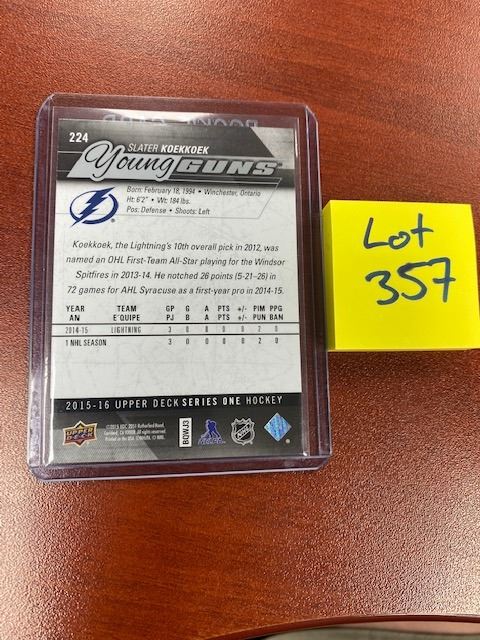 224
SLATER KOEKKOEK
Young GUNS
Born: February 18, 1994 • Winchester, Ontario
Ht: 6'2" • Wt: 184 lbs.
Pos: Defense • Shoots: Left
Koekkoek, the Lightning's 10th overall pick in 2012, was
named an OHL First-Team All-Star playing for the Windsor
Spitfires in 2013-14. He notched 26 points (5-21–26) in
72 games for AHL Syracuse as a first-year pro in 2014-15.
YEAR TEAM GP G A PTS +/- PIM PPG
AN E'QUIPE PJ B A PTS +/- PUN BAN
2014-15 LIGHTNING 3 0 0 0 0 2 0
1 NHL SEASON 3 0 0 0 0 2 0
2015-16 UPPER DECK SERIES ONE HOCKEY
UPPER DECK
BQWJ3
NHLPA
NHL
Lot
357